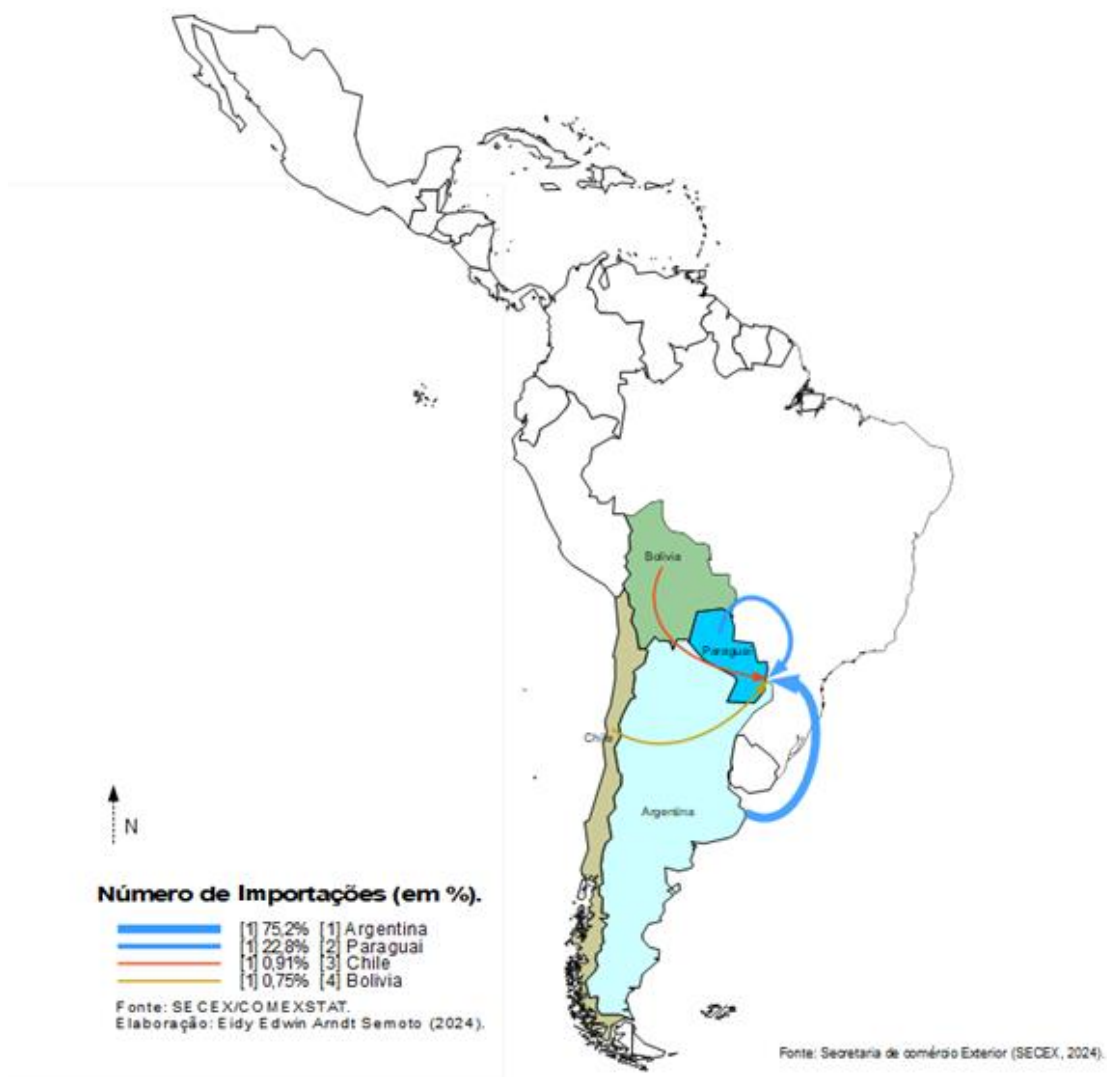 Bolivia
Paraguai
Chile
Argentina
N
Número de Importações (em %).
[1] 75,2% [1] Argentina
[1] 22,8% [2] Paraguai
[1] 0,91% [3] Chile
[1] 0,75% [4] Bolivia
Fonte: SECEX/COMEXSTAT.
Elaboração: Eidy Edwin Arndt Semoto (2024).
Fonte: Secretaria de comércio Exterior (SECEX, 2024).